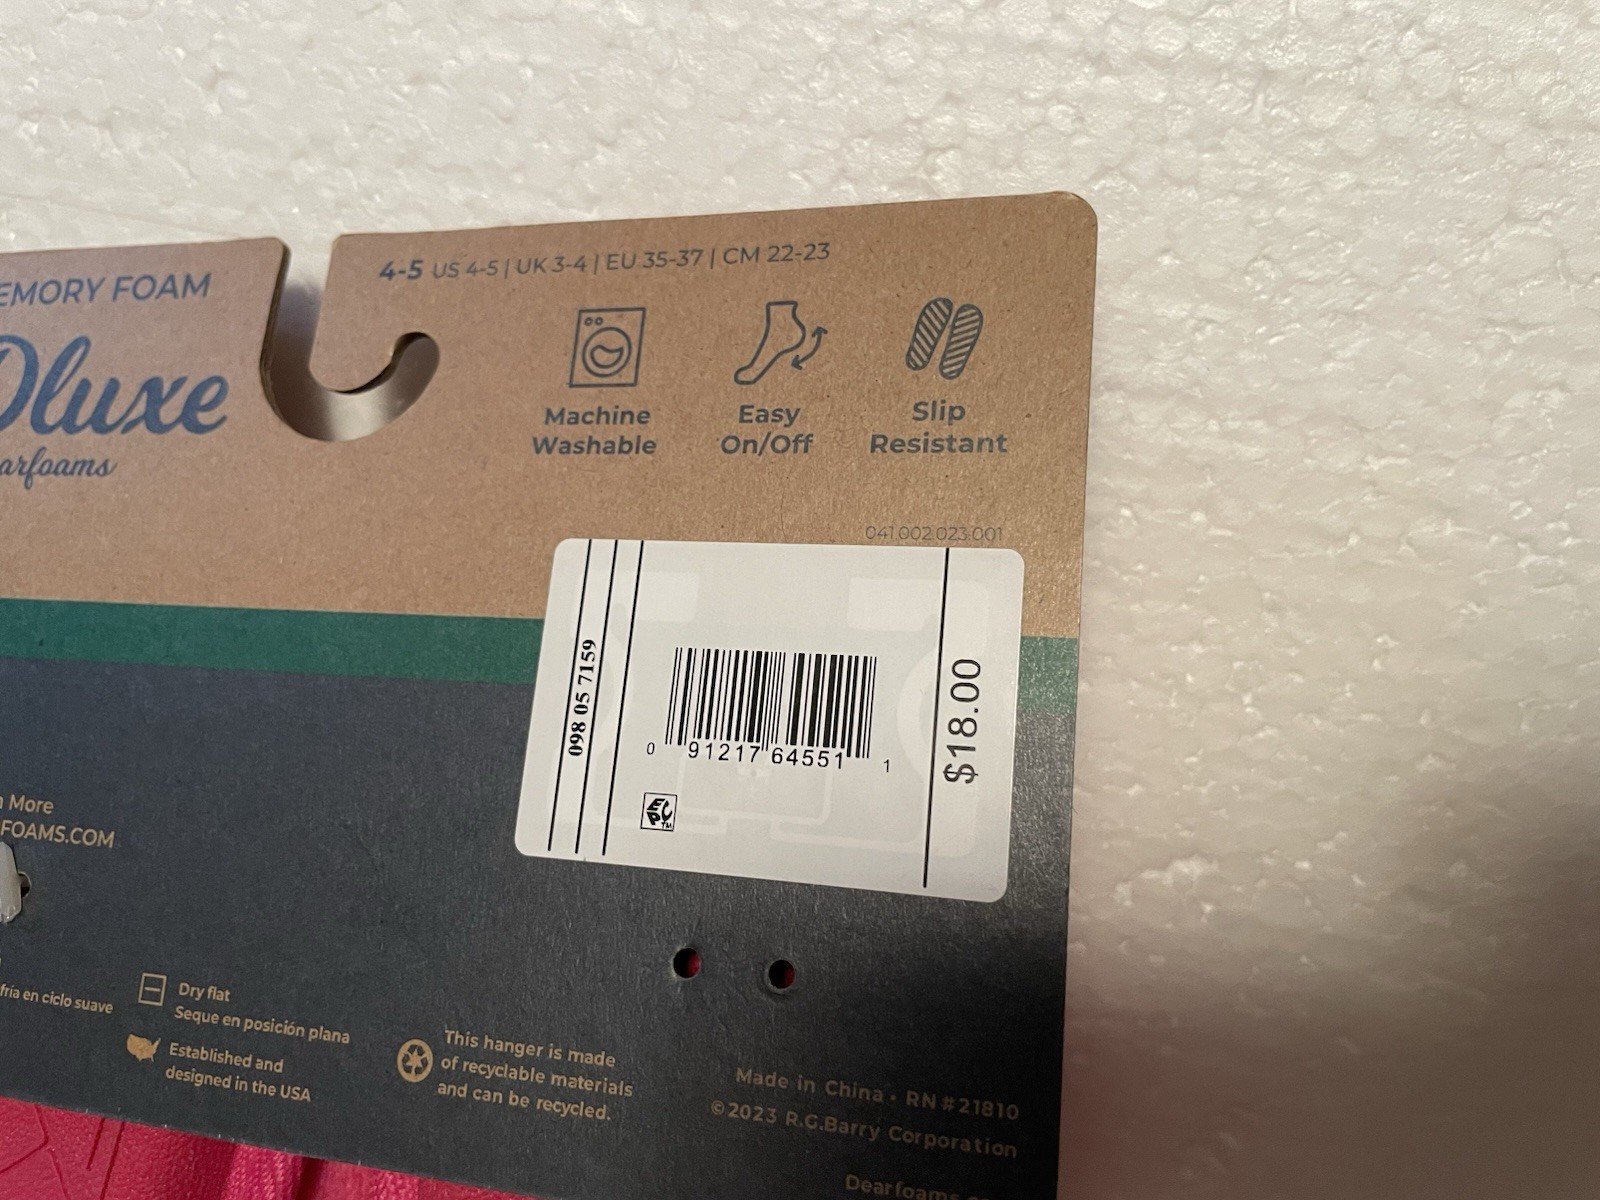 EMORY FOAM
Dluxe
arfoams
4-5 US 4-5 | UK 3-4 | EU 35-37 | CM 22-23
Machine
Washable
Easy
On/Off
Slip
Resistant
041.002.023.001
098 05 7159
0 91217 64551 1
$18.00
EPC™
n More
FOAMS.COM
fría en ciclo suave
Dry flat
Seque en posición plana
Established and
designed in the USA
This hanger is made
of recyclable materials
and can be recycled.
Made in China • RN#21810
©2023 R.G.Barry Corporation
Dearfoams